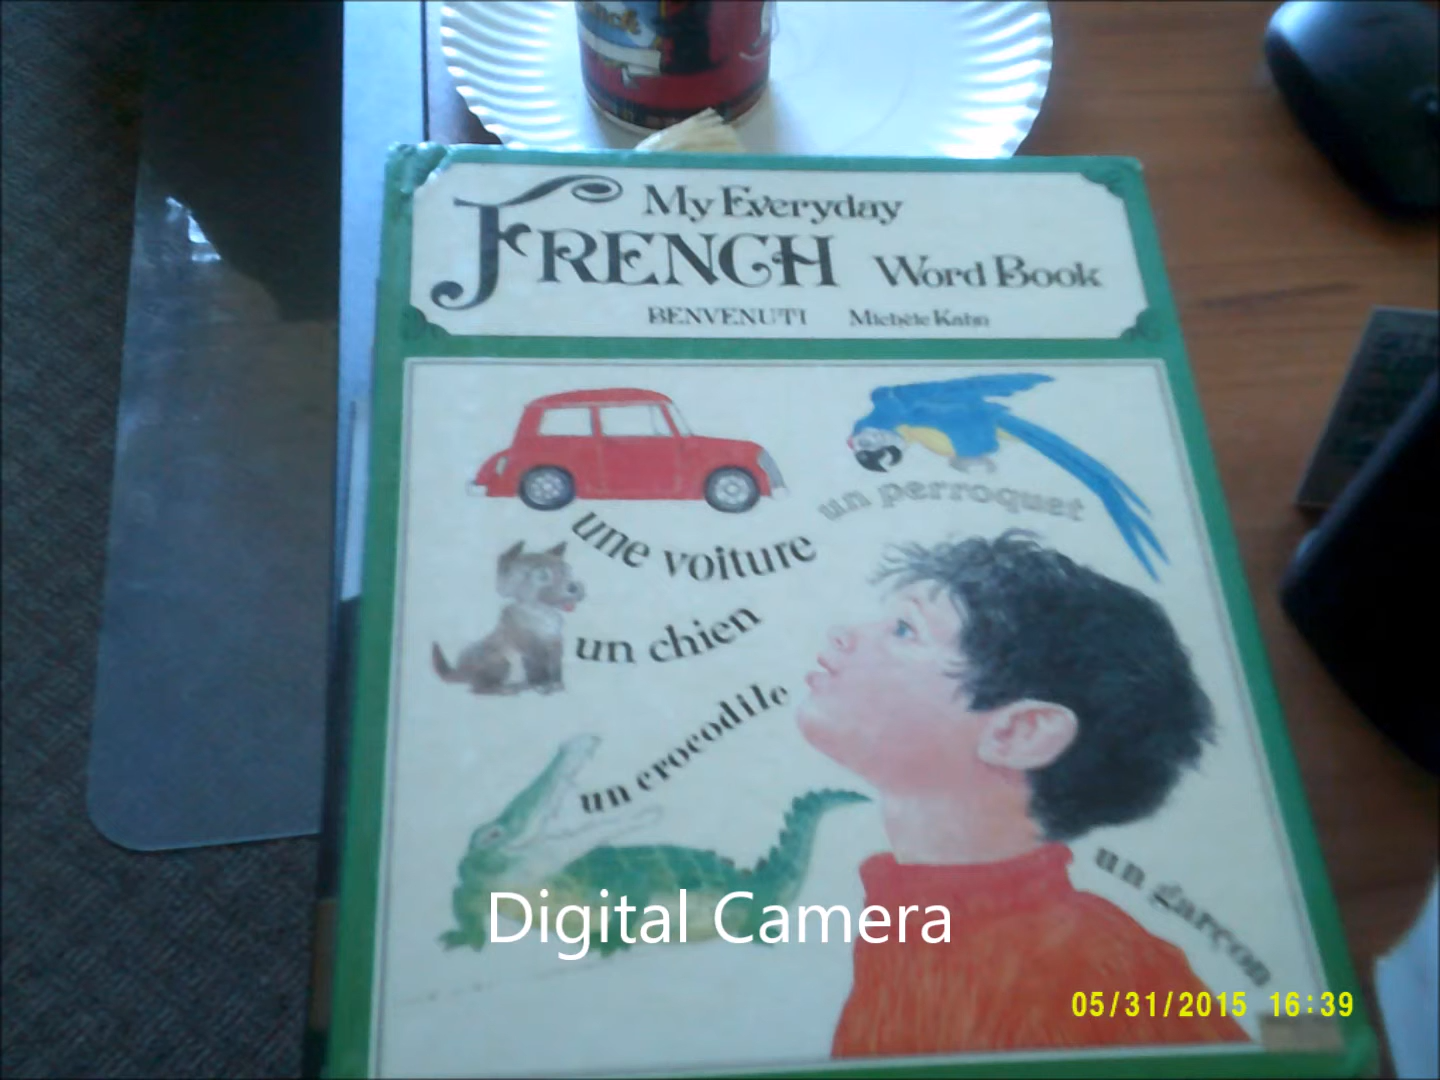 My Everyday
FRENCH Word Book
BENVENUTI Michèle Kahn
un perroquet
une voiture
un chien
un crocodile
un garçon
Digital Camera
05/31/2015 16:39